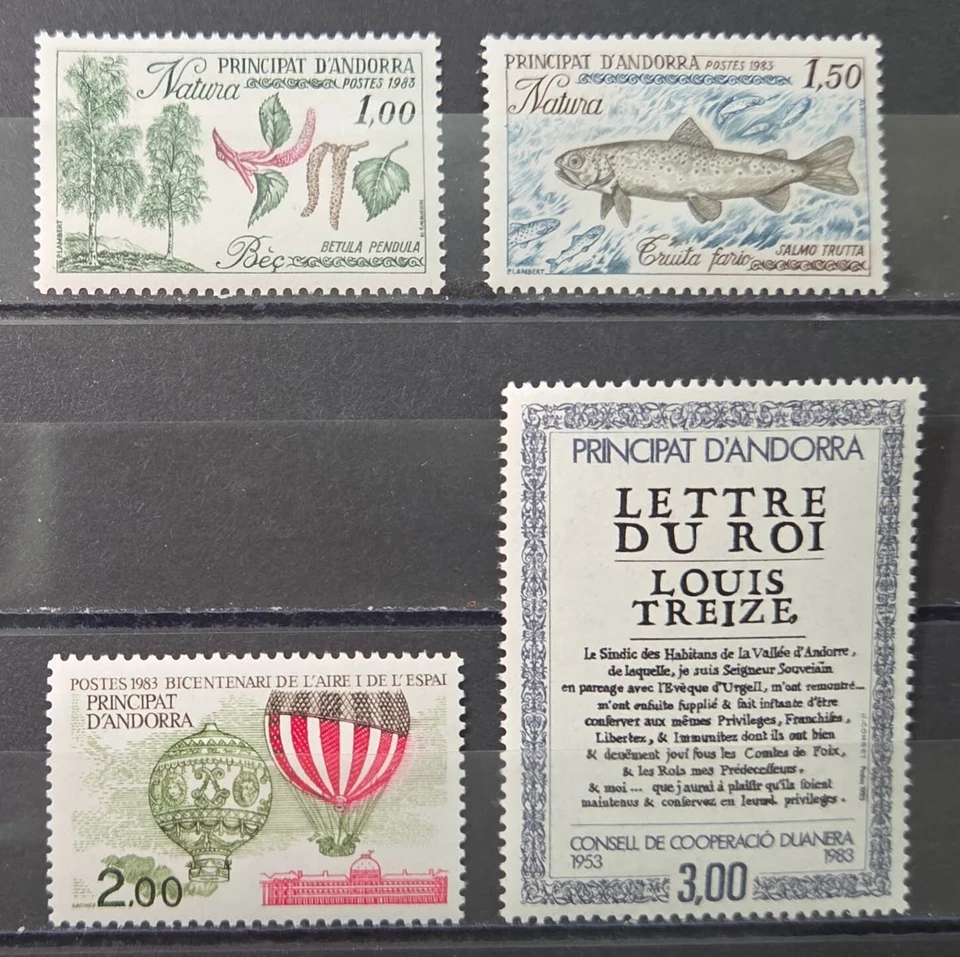 PRINCIPAT D'ANDORRA
POSTES 1983
Natura
1,00
Bèç
BETULA PENDULA
P. LAMBERT
PRINCIPAT D'ANDORRA POSTES 1983
1,50
Natura
Truita fario
SALMO TRUTTA
P. LAMBERT
POSTES 1983 BICENTENARI DE L'AIRE I DE L'ESPAI
PRINCIPAT
D'ANDORRA
2.00
PRINCIPAT D'ANDORRA
LETTRE
DU ROI
LOUIS
TREIZE,
Le Sindic des Habitans de la Vallée d'Andorre,
de laquelle, je suis Seigneur Souverain
en pareage avec l'Evèque d'Urgell, m'ont remontré...
m'ont enſuite ſupplié & fait inſtance d'être
conſerver aux mêmes Privileges, Franchiſes,
Libertez, & Immunitez dont ils ont bien
& deuëment jouï ſous les Comtes de Foix,
& les Rois mes Prédeceſſeurs,
& moi... que j'aurai à plaiſir qu'ils ſoient
maintenus & conſervez en leurd. privileges.
CONSELL DE COOPERACIÓ DUANERA
1953
1983
3,00